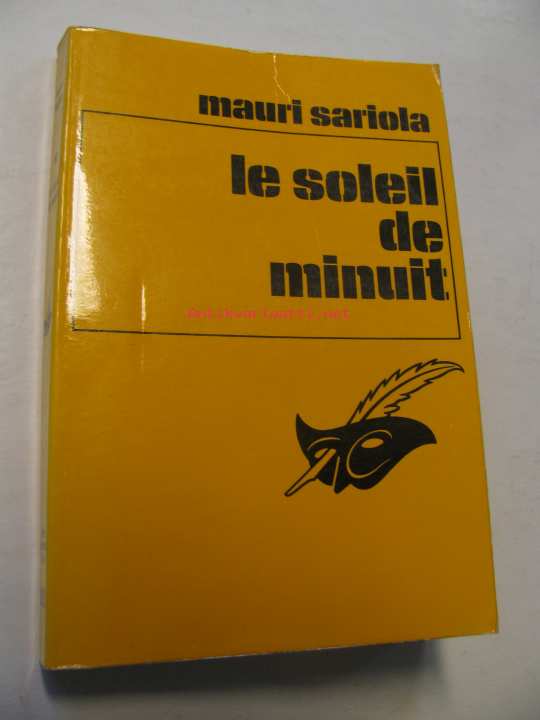 mauri sariola
le soleil
de
minuit
Antikvariaatti.net